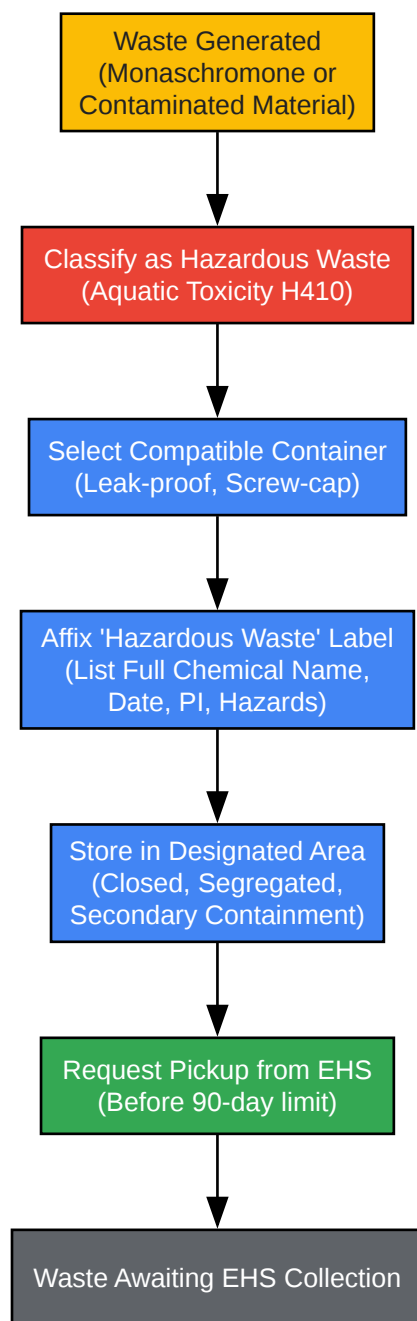 Waste Generated
(Monaschromone or
Contaminated Material)
Classify as Hazardous Waste
(Aquatic Toxicity H410)
Select Compatible Container
(Leak-proof, Screw-cap)
Affix 'Hazardous Waste' Label
(List Full Chemical Name,
Date, PI, Hazards)
Store in Designated Area
(Closed, Segregated,
Secondary Containment)
Request Pickup from EHS
(Before 90-day limit)
Waste Awaiting EHS Collection